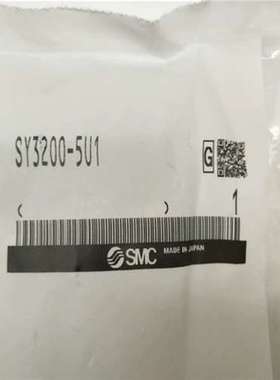 SY3200-5U1
G
( ) 1
SMC MADE IN JAPAN